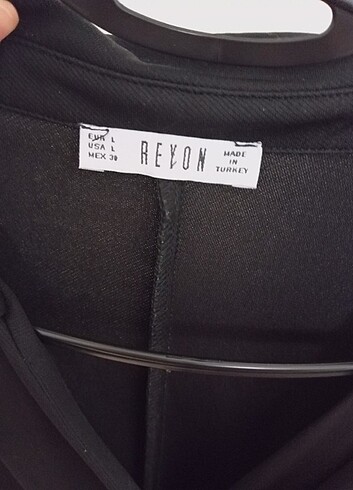 EUR L
USA L
MEX 30
REYON
MADE
IN
TURKEY